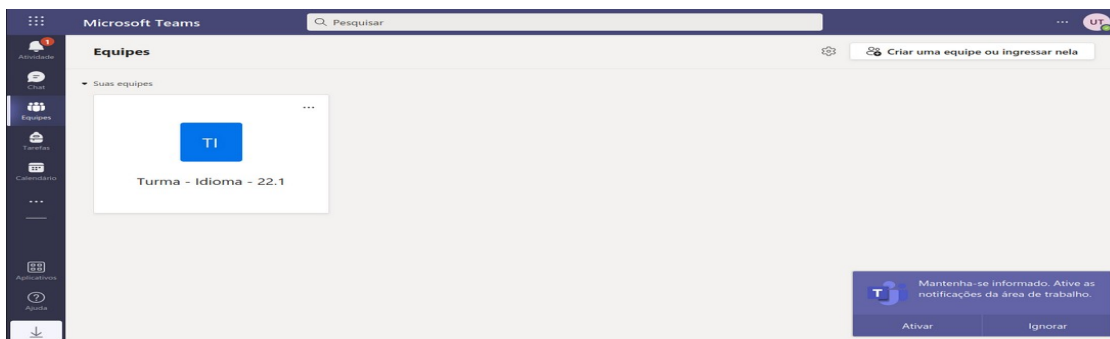 Microsoft Teams
Pesquisar
UT
1
Atividade
Chat
Equipes
Tarefas
Calendário
Aplicativos
Ajuda
Equipes
Criar uma equipe ou ingressar nela
Suas equipes
TI
Turma - Idioma - 22.1
T
Mantenha-se informado. Ative as
notificações da área de trabalho.
Ativar
Ignorar